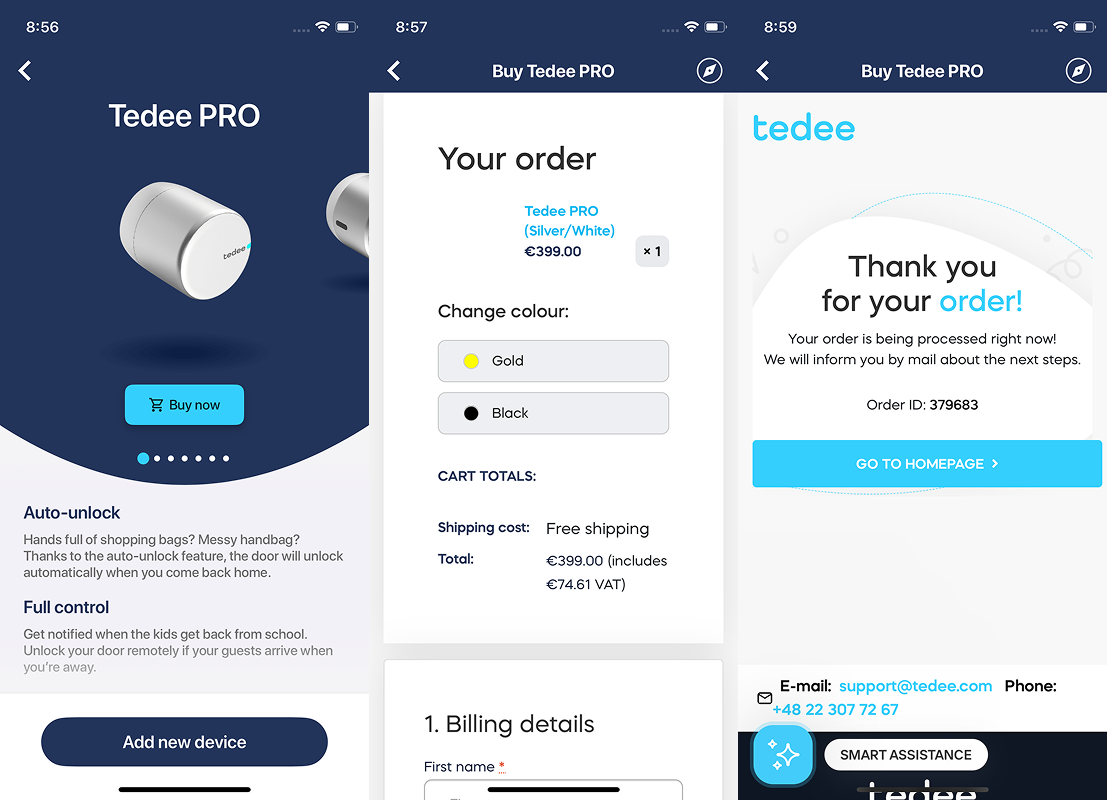 8:56
Tedee PRO
tedee
Buy now
Auto-unlock
Hands full of shopping bags? Messy handbag?
Thanks to the auto-unlock feature, the door will unlock
automatically when you come back home.
Full control
Get notified when the kids get back from school.
Unlock your door remotely if your guests arrive when
you're away.
Add new device
8:57
Buy Tedee PRO
Your order
Tedee PRO
(Silver/White)
€399.00
× 1
Change colour:
Gold
Black
CART TOTALS:
Shipping cost: Free shipping
Total: €399.00 (includes
€74.61 VAT)
1. Billing details
First name *
8:59
Buy Tedee PRO
tedee
Thank you
for your order!
Your order is being processed right now!
We will inform you by mail about the next steps.
Order ID: 379683
GO TO HOMEPAGE
E-mail: support@tedee.com Phone:
+48 22 307 72 67
SMART ASSISTANCE
tedee